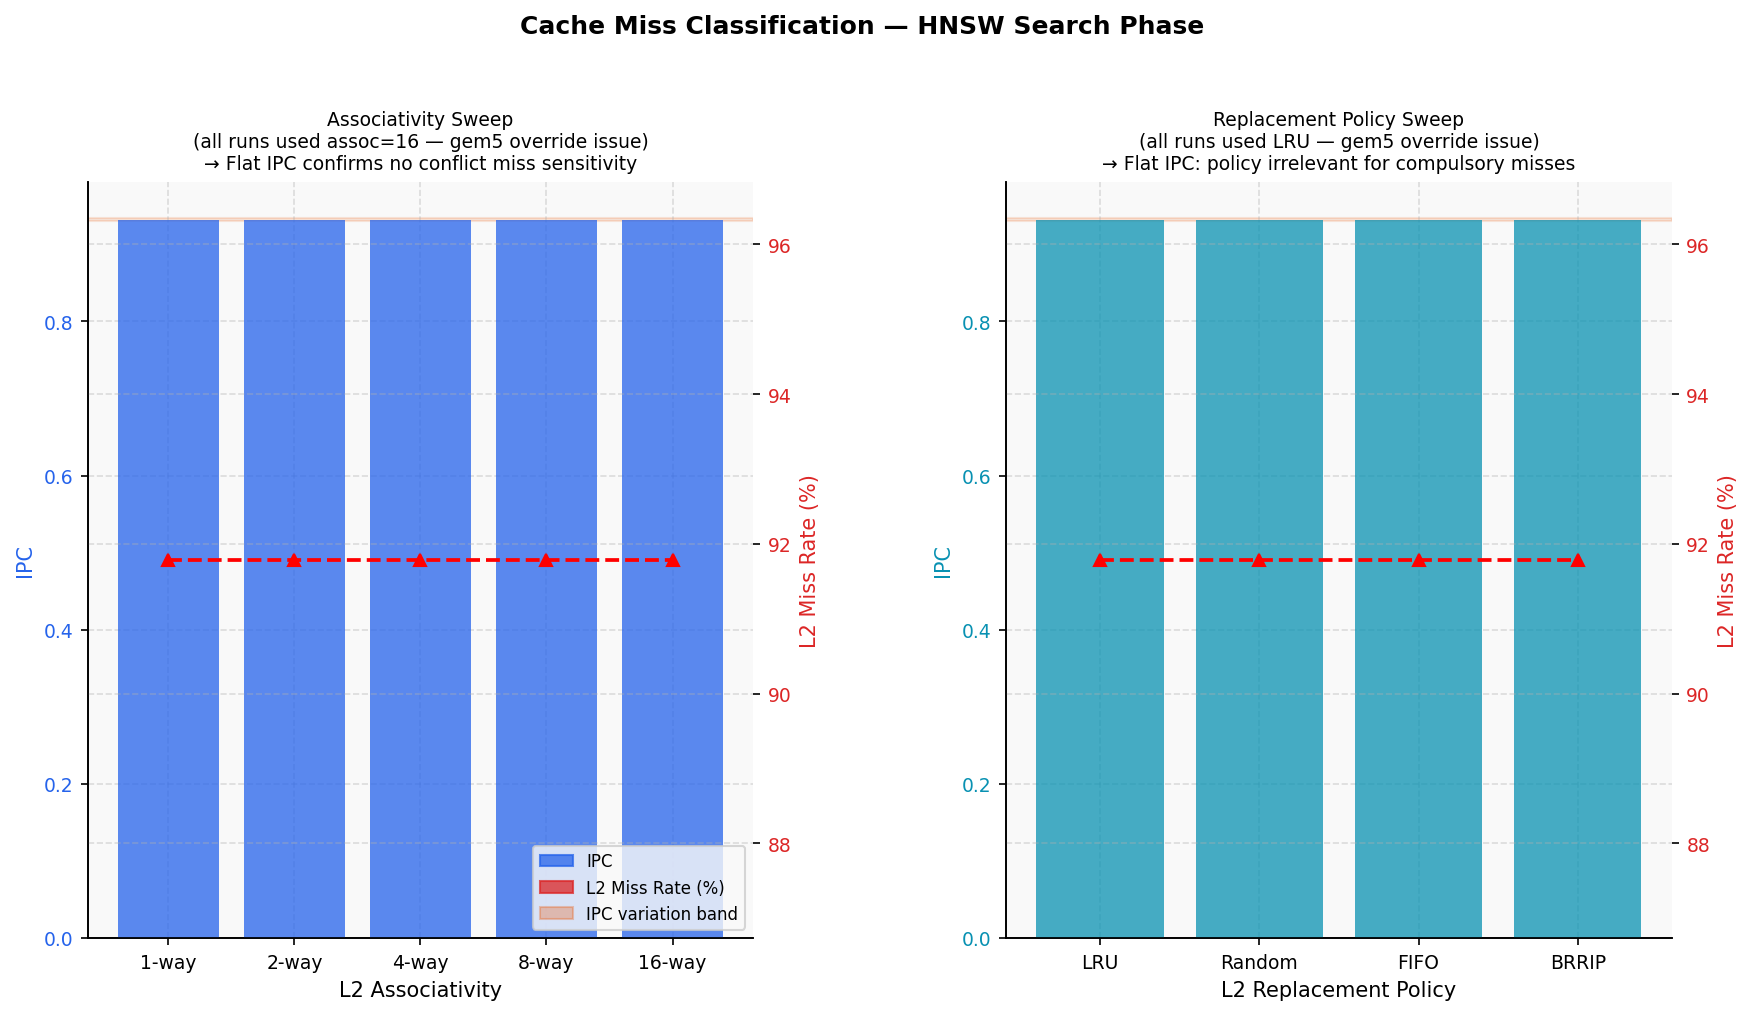 Cache Miss Classification — HNSW Search Phase
Associativity Sweep
(all runs used assoc=16 — gem5 override issue)
→ Flat IPC confirms no conflict miss sensitivity
IPC
0.8
0.6
0.4
0.2
0.0
96
94
92
90
88
L2 Miss Rate (%)
IPC
L2 Miss Rate (%)
IPC variation band
1-way
2-way
4-way
8-way
16-way
L2 Associativity
Replacement Policy Sweep
(all runs used LRU — gem5 override issue)
→ Flat IPC: policy irrelevant for compulsory misses
IPC
0.8
0.6
0.4
0.2
0.0
96
94
92
90
88
L2 Miss Rate (%)
LRU
Random
FIFO
BRRIP
L2 Replacement Policy